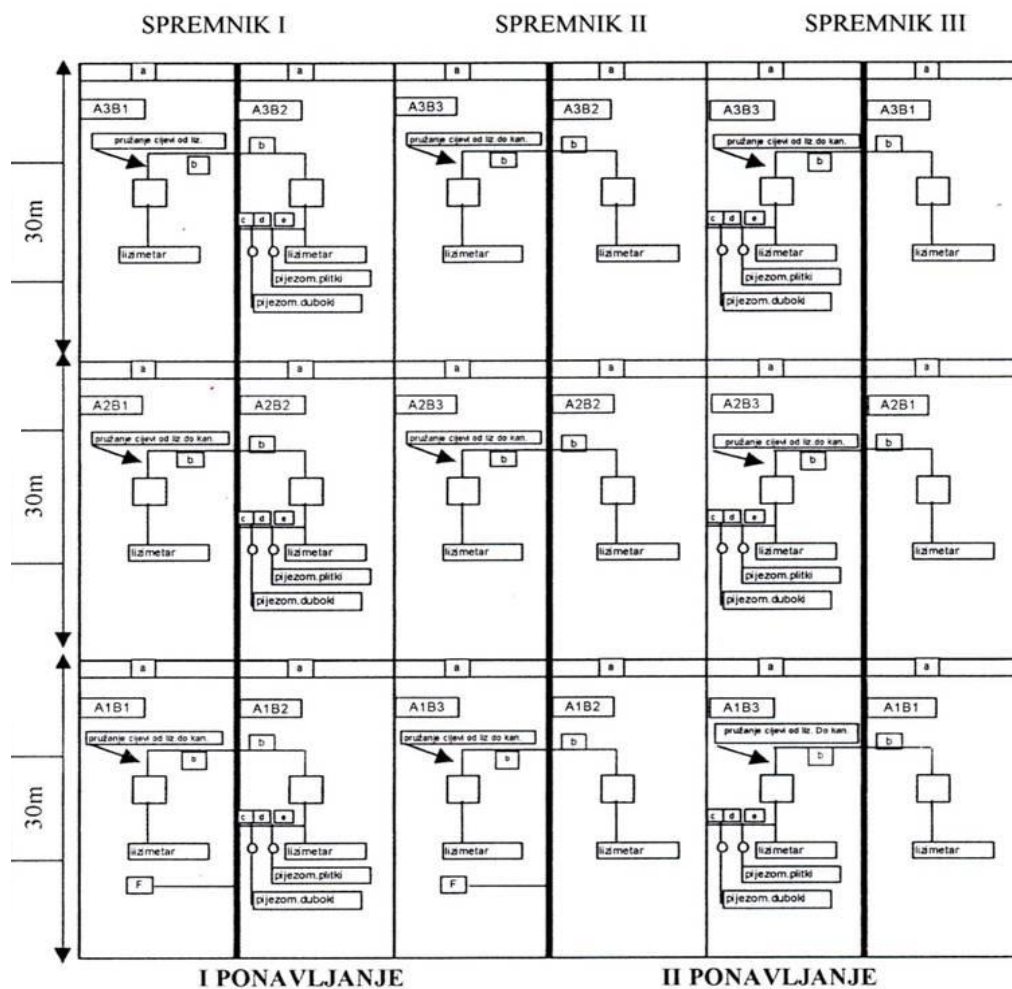 SPREMNIK I SPREMNIK II SPREMNIK III
a a a a a a
A3B1 A3B2 A3B3 A3B2 A3B3 A3B1
pružanje cijevi od liz. pružanje cijevi od liz do kan. pružanje cijevi od liz.do kan.
b b b b b b
30m
c d e c d e
lizimetar lizimetar lizimetar lizimetar lizimetar lizimetar
pijezom.plitki pijezom.plitki
pijezom.duboki pijezom.duboki
a a a a a a
A2B1 A2B2 A2B3 A2B2 A2B3 A2B1
pružanje cijevi od liz do kan. pružanje cijevi od liz do kan. pružanje cijevi od liz.do kan.
b b b b b b
30m
c d e c d e
lizimetar lizimetar lizimetar lizimetar lizimetar lizimetar
pijezom.plitki pijezom.plitki
pijezom.duboki pijezom.duboki
a a a a a a
A1B1 A1B2 A1B3 A1B2 A1B3 A1B1
pružanje cijevi od liz.do kan. pružanje cijevi od liz do kan. pružanje cijevi od liz. Do kan.
b b b b b b
30m
c d e c d e
lizimetar lizimetar lizimetar lizimetar lizimetar lizimetar
F F
pijezom.plitki pijezom.plitki
pijezom.duboki pijezom.duboki
I PONAVLJANJE II PONAVLJANJE